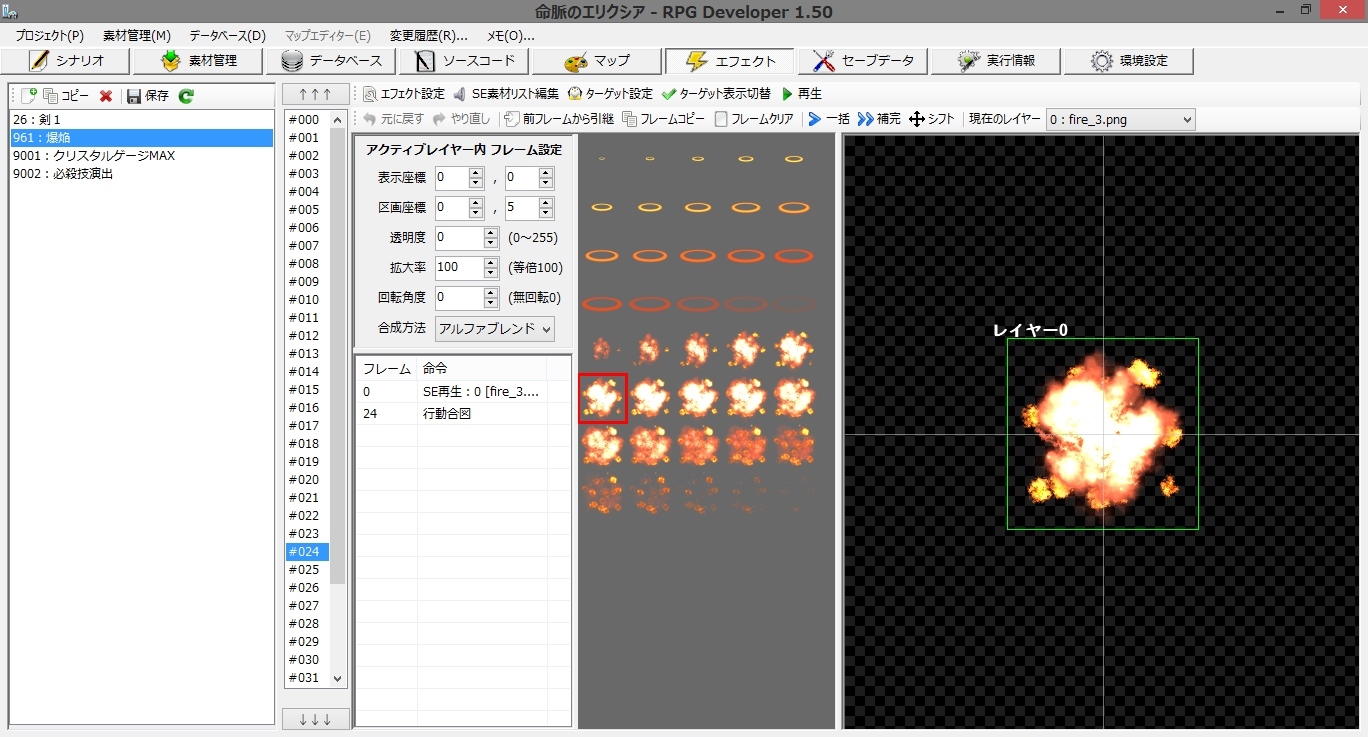 命脈のエリクシア - RPG Developer 1.50
プロジェクト(P) 素材管理(M) データベース(D) マップエディター(E) 変更履歴(R)... メモ(O)...
シナリオ 素材管理 データベース ソースコード マップ エフェクト セーブデータ 実行情報 環境設定
コピー 保存
↑↑↑
エフェクト設定 SE素材リスト編集 ターゲット設定 ターゲット表示切替 再生
元に戻す やり直し 前フレームから引継 フレームコピー フレームクリア 一括 補完 シフト 現在のレイヤー 0 : fire_3.png
26 : 剣1
961 : 爆焔
9001 : クリスタルゲージMAX
9002 : 必殺技演出
#000
#001
#002
#003
#004
#005
#006
#007
#008
#009
#010
#011
#012
#013
#014
#015
#016
#017
#018
#019
#020
#021
#022
#023
#024
#025
#026
#027
#028
#029
#030
#031
↓↓↓
アクティブレイヤー内 フレーム設定
表示座標 0 , 0
区画座標 0 , 5
透明度 0 (0～255)
拡大率 100 (等倍100)
回転角度 0 (無回転0)
合成方法 アルファブレンド
フレーム 命令
0 SE再生 : 0 [fire_3....
24 行動合図
レイヤー0